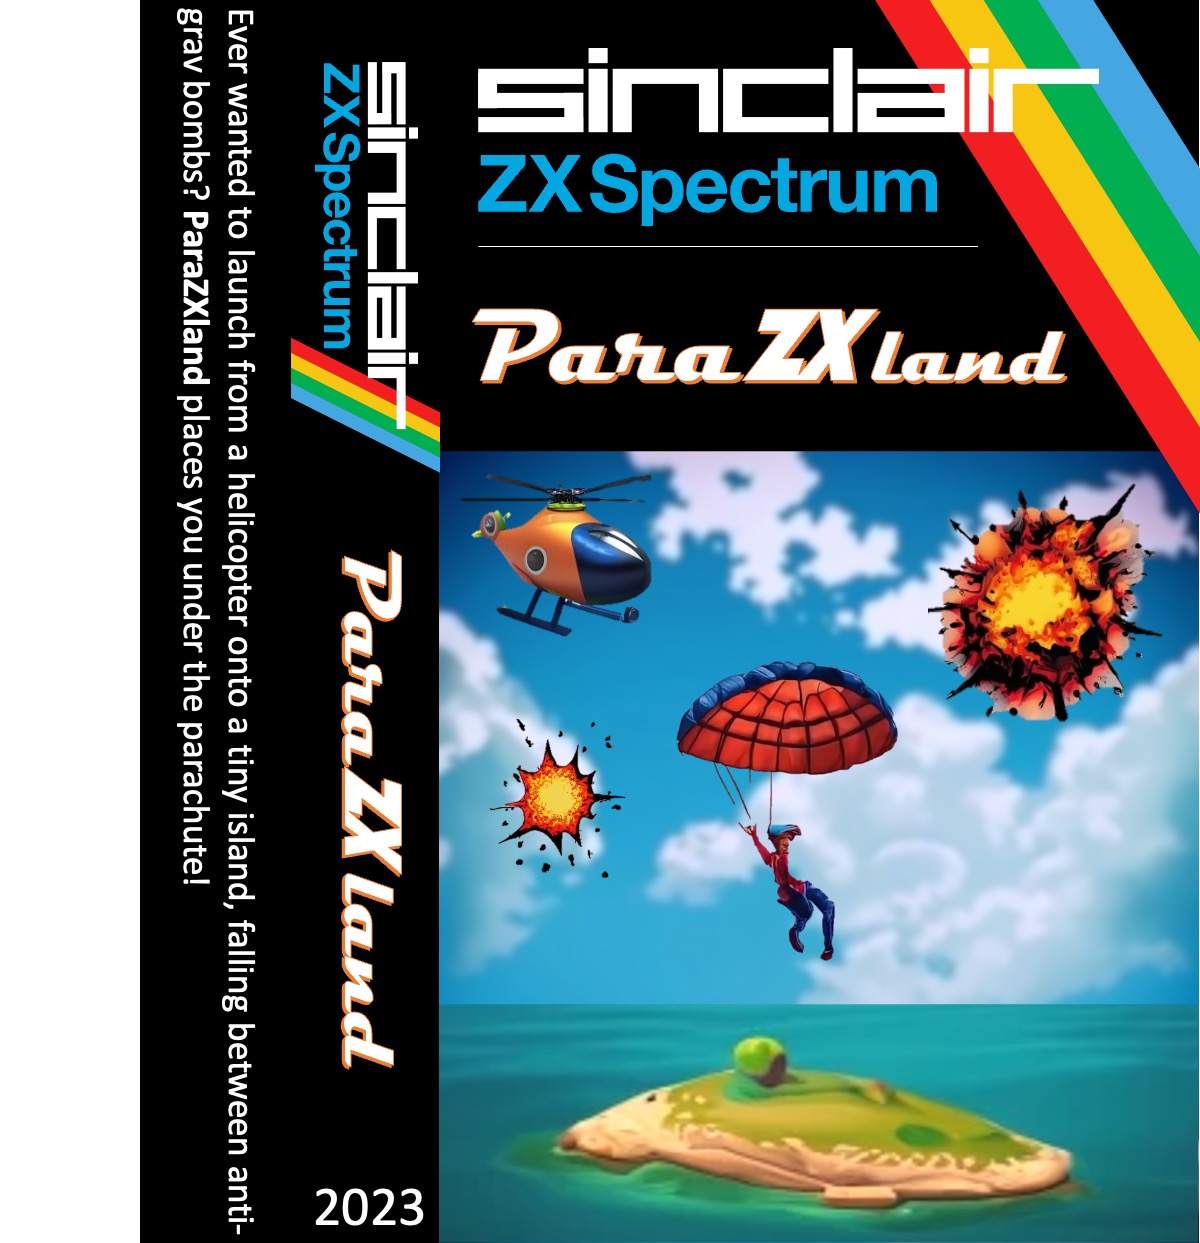 Ever wanted to launch from a helicopter onto a tiny island, falling between anti-
grav bombs? ParaZXland places you under the parachute!
sinclair
ZX Spectrum
ParaZXland
2023
sinclair
ZX Spectrum
ParaZXland